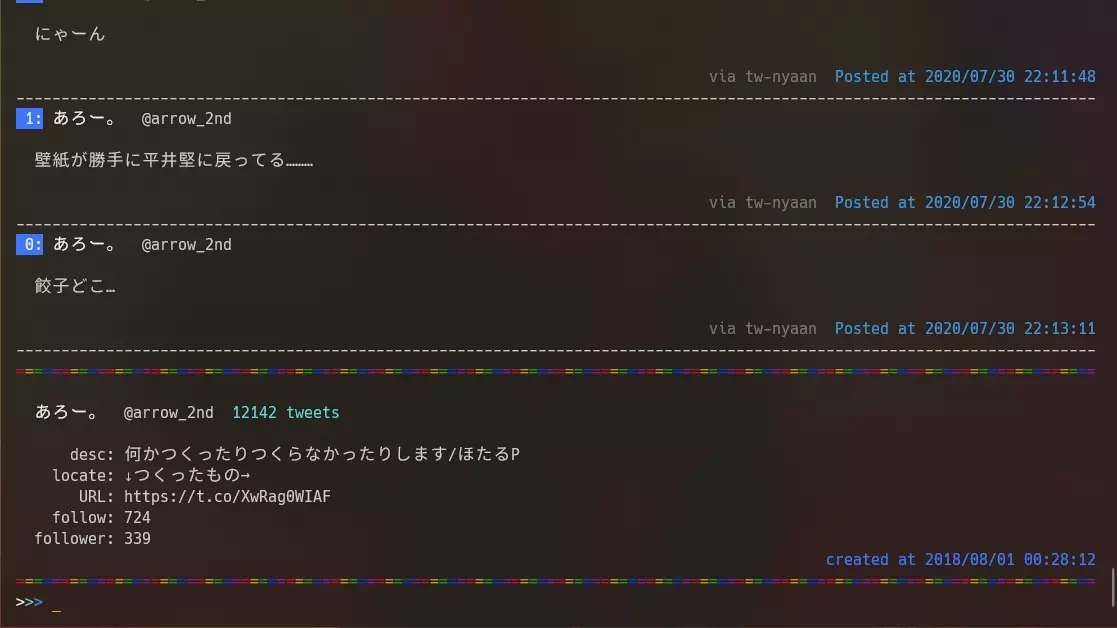 にゃーん
via tw-nyaan Posted at 2020/07/30 22:11:48
1: あろー。 @arrow_2nd
壁紙が勝手に平井堅に戻ってる………
via tw-nyaan Posted at 2020/07/30 22:12:54
0: あろー。 @arrow_2nd
餃子どこ…
via tw-nyaan Posted at 2020/07/30 22:13:11
あろー。 @arrow_2nd 12142 tweets
desc: 何かつくったりつくらなかったりします/ほたるP
locate: ↓つくったもの→
URL: https://t.co/XwRag0WIAF
follow: 724
follower: 339
created at 2018/08/01 00:28:12
>>> _